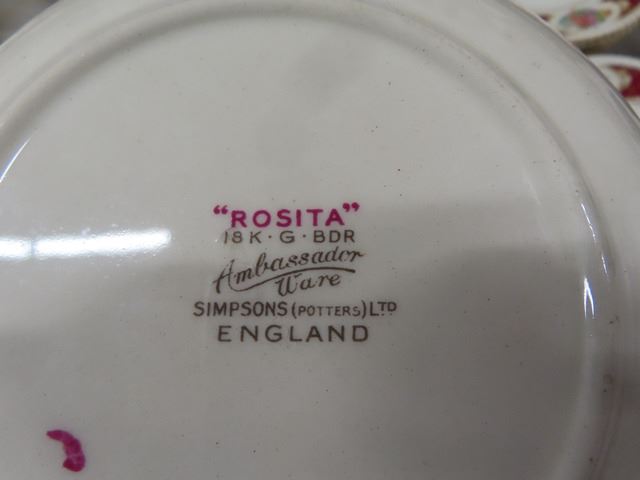 “ROSITA”
18K·G·BDR
Ambassador
Ware
SIMPSONS (POTTERS) LTD
ENGLAND